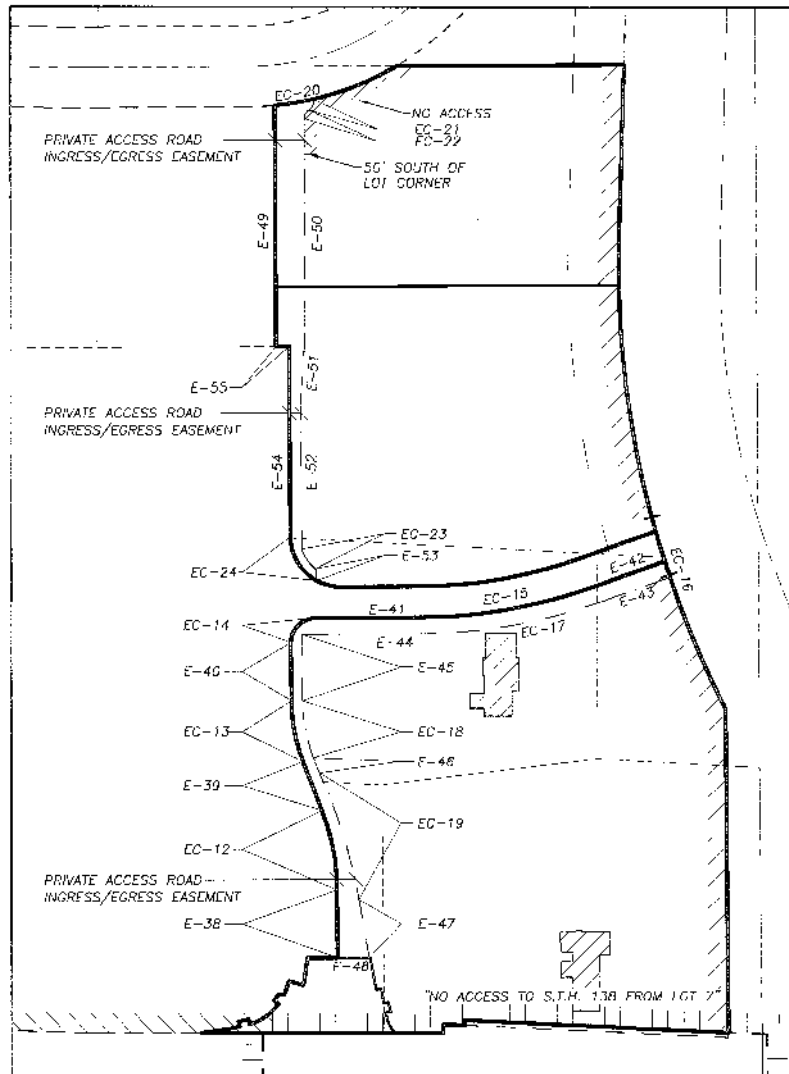 EC-20
NO ACCESS
EC-21
EC-22
PRIVATE ACCESS ROAD
INGRESS/EGRESS EASEMENT
50' SOUTH OF
LOT CORNER
E-49
E-50
E-51
E-55
PRIVATE ACCESS ROAD
INGRESS/EGRESS EASEMENT
E-54
E-52
EC-23
E-53
EC-24
E-42
EC-16
EC-15
E-43
E-41
EC-14
EC-17
E-44
E-40
E-45
EC-13
EC-18
E-46
E-39
EC-19
EC-12
PRIVATE ACCESS ROAD
INGRESS/EGRESS EASEMENT
E-38
E-47
E-48
"NO ACCESS TO S.T.H. 138 FROM LOT 7"